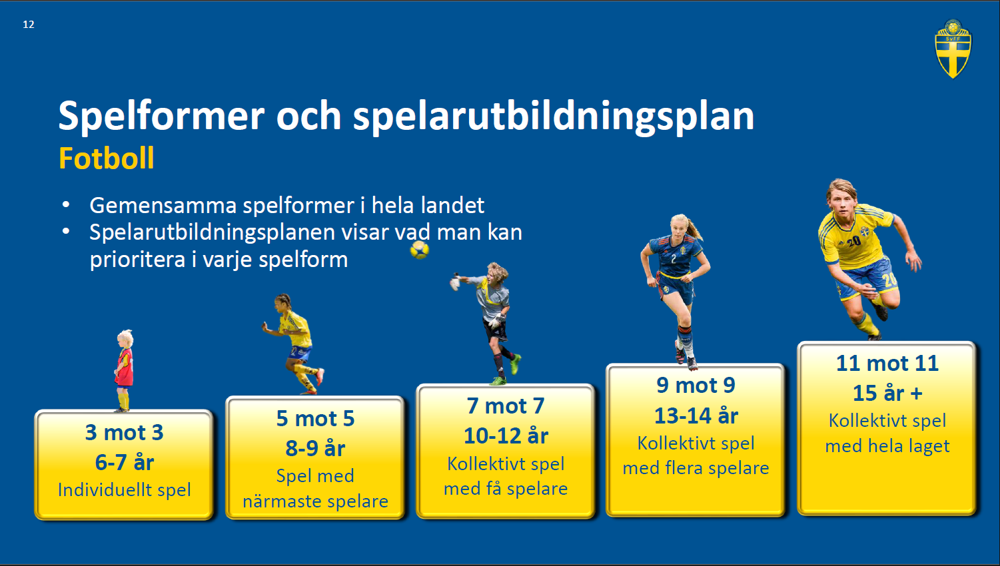 12
SvFF
Spelformer och spelarutbildningsplan
Fotboll
• Gemensamma spelformer i hela landet
• Spelarutbildningsplanen visar vad man kan
prioritera i varje spelform
3 mot 3
6-7 år
Individuellt spel
5 mot 5
8-9 år
Spel med
närmaste spelare
7 mot 7
10-12 år
Kollektivt spel
med få spelare
2
9 mot 9
13-14 år
Kollektivt spel
med flera spelare
20
20
11 mot 11
15 år +
Kollektivt spel
med hela laget